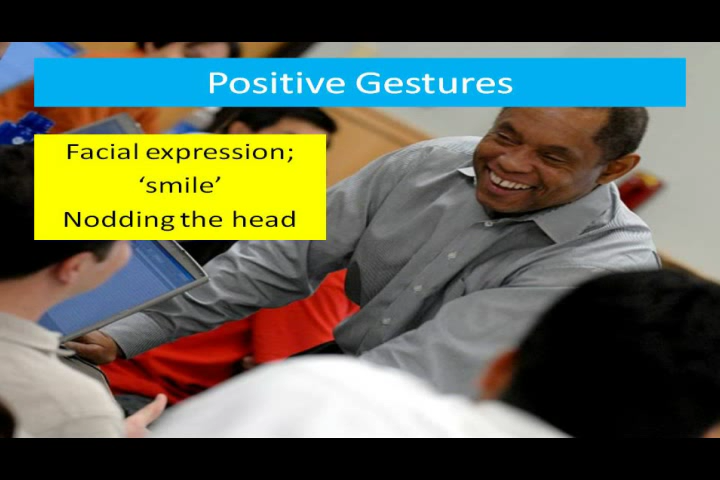 Positive Gestures
Facial expression;
‘smile’
Nodding the head